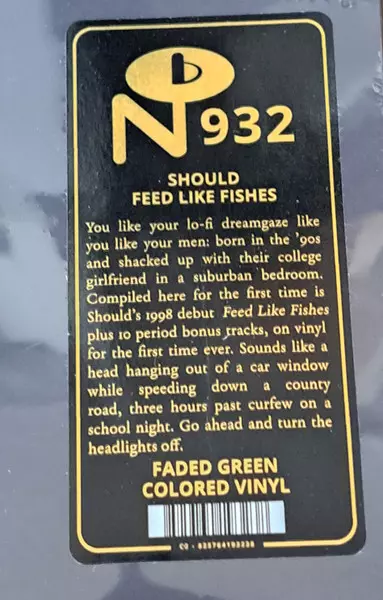 N 932
SHOULD
FEED LIKE FISHES
You like your lo-fi dreamgaze like
you like your men: born in the '90s
and shacked up with their college
girlfriend in a suburban bedroom.
Compiled here for the first time is
Should's 1998 debut Feed Like Fishes
plus 10 period bonus tracks, on vinyl
for the first time ever. Sounds like a
head hanging out of a car window
while speeding down a county
road, three hours past curfew on a
school night. Go ahead and turn the
headlights off.
FADED GREEN
COLORED VINYL